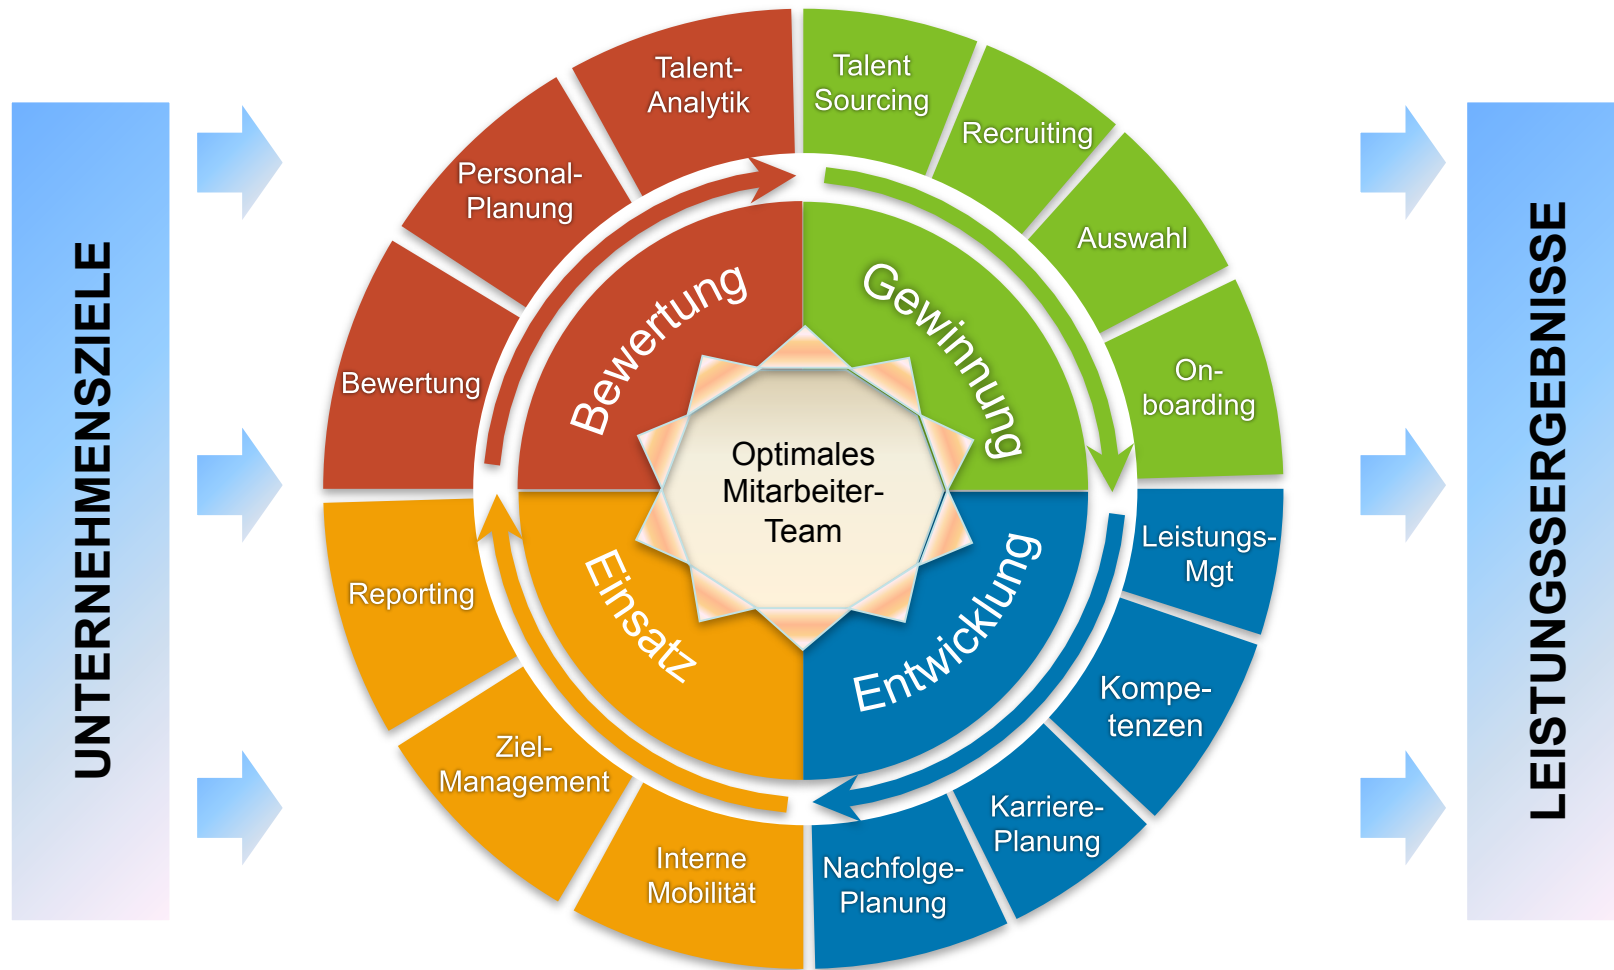 UNTERNEHMENSZIELE
Talent-
Analytik
Personal-
Planung
Bewertung
Talent
Sourcing
Recruiting
Auswahl
On-
boarding
Leistungs-
Mgt
Kompe-
tenzen
Karriere-
Planung
Nachfolge-
Planung
Interne
Mobilität
Ziel-
Management
Reporting
Bewertung
Gewinnung
Entwicklung
Einsatz
Optimales
Mitarbeiter-
Team
LEISTUNGSSERGEBNISSE